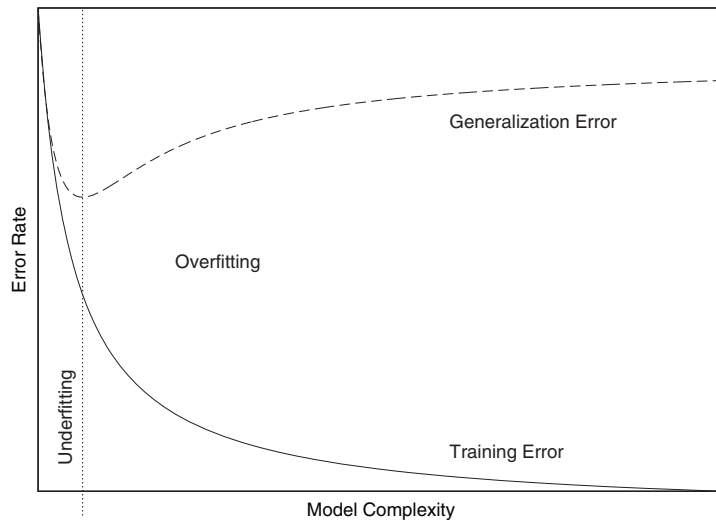 Generalization Error
Overfitting
Error Rate
Underfitting
Training Error
Model Complexity